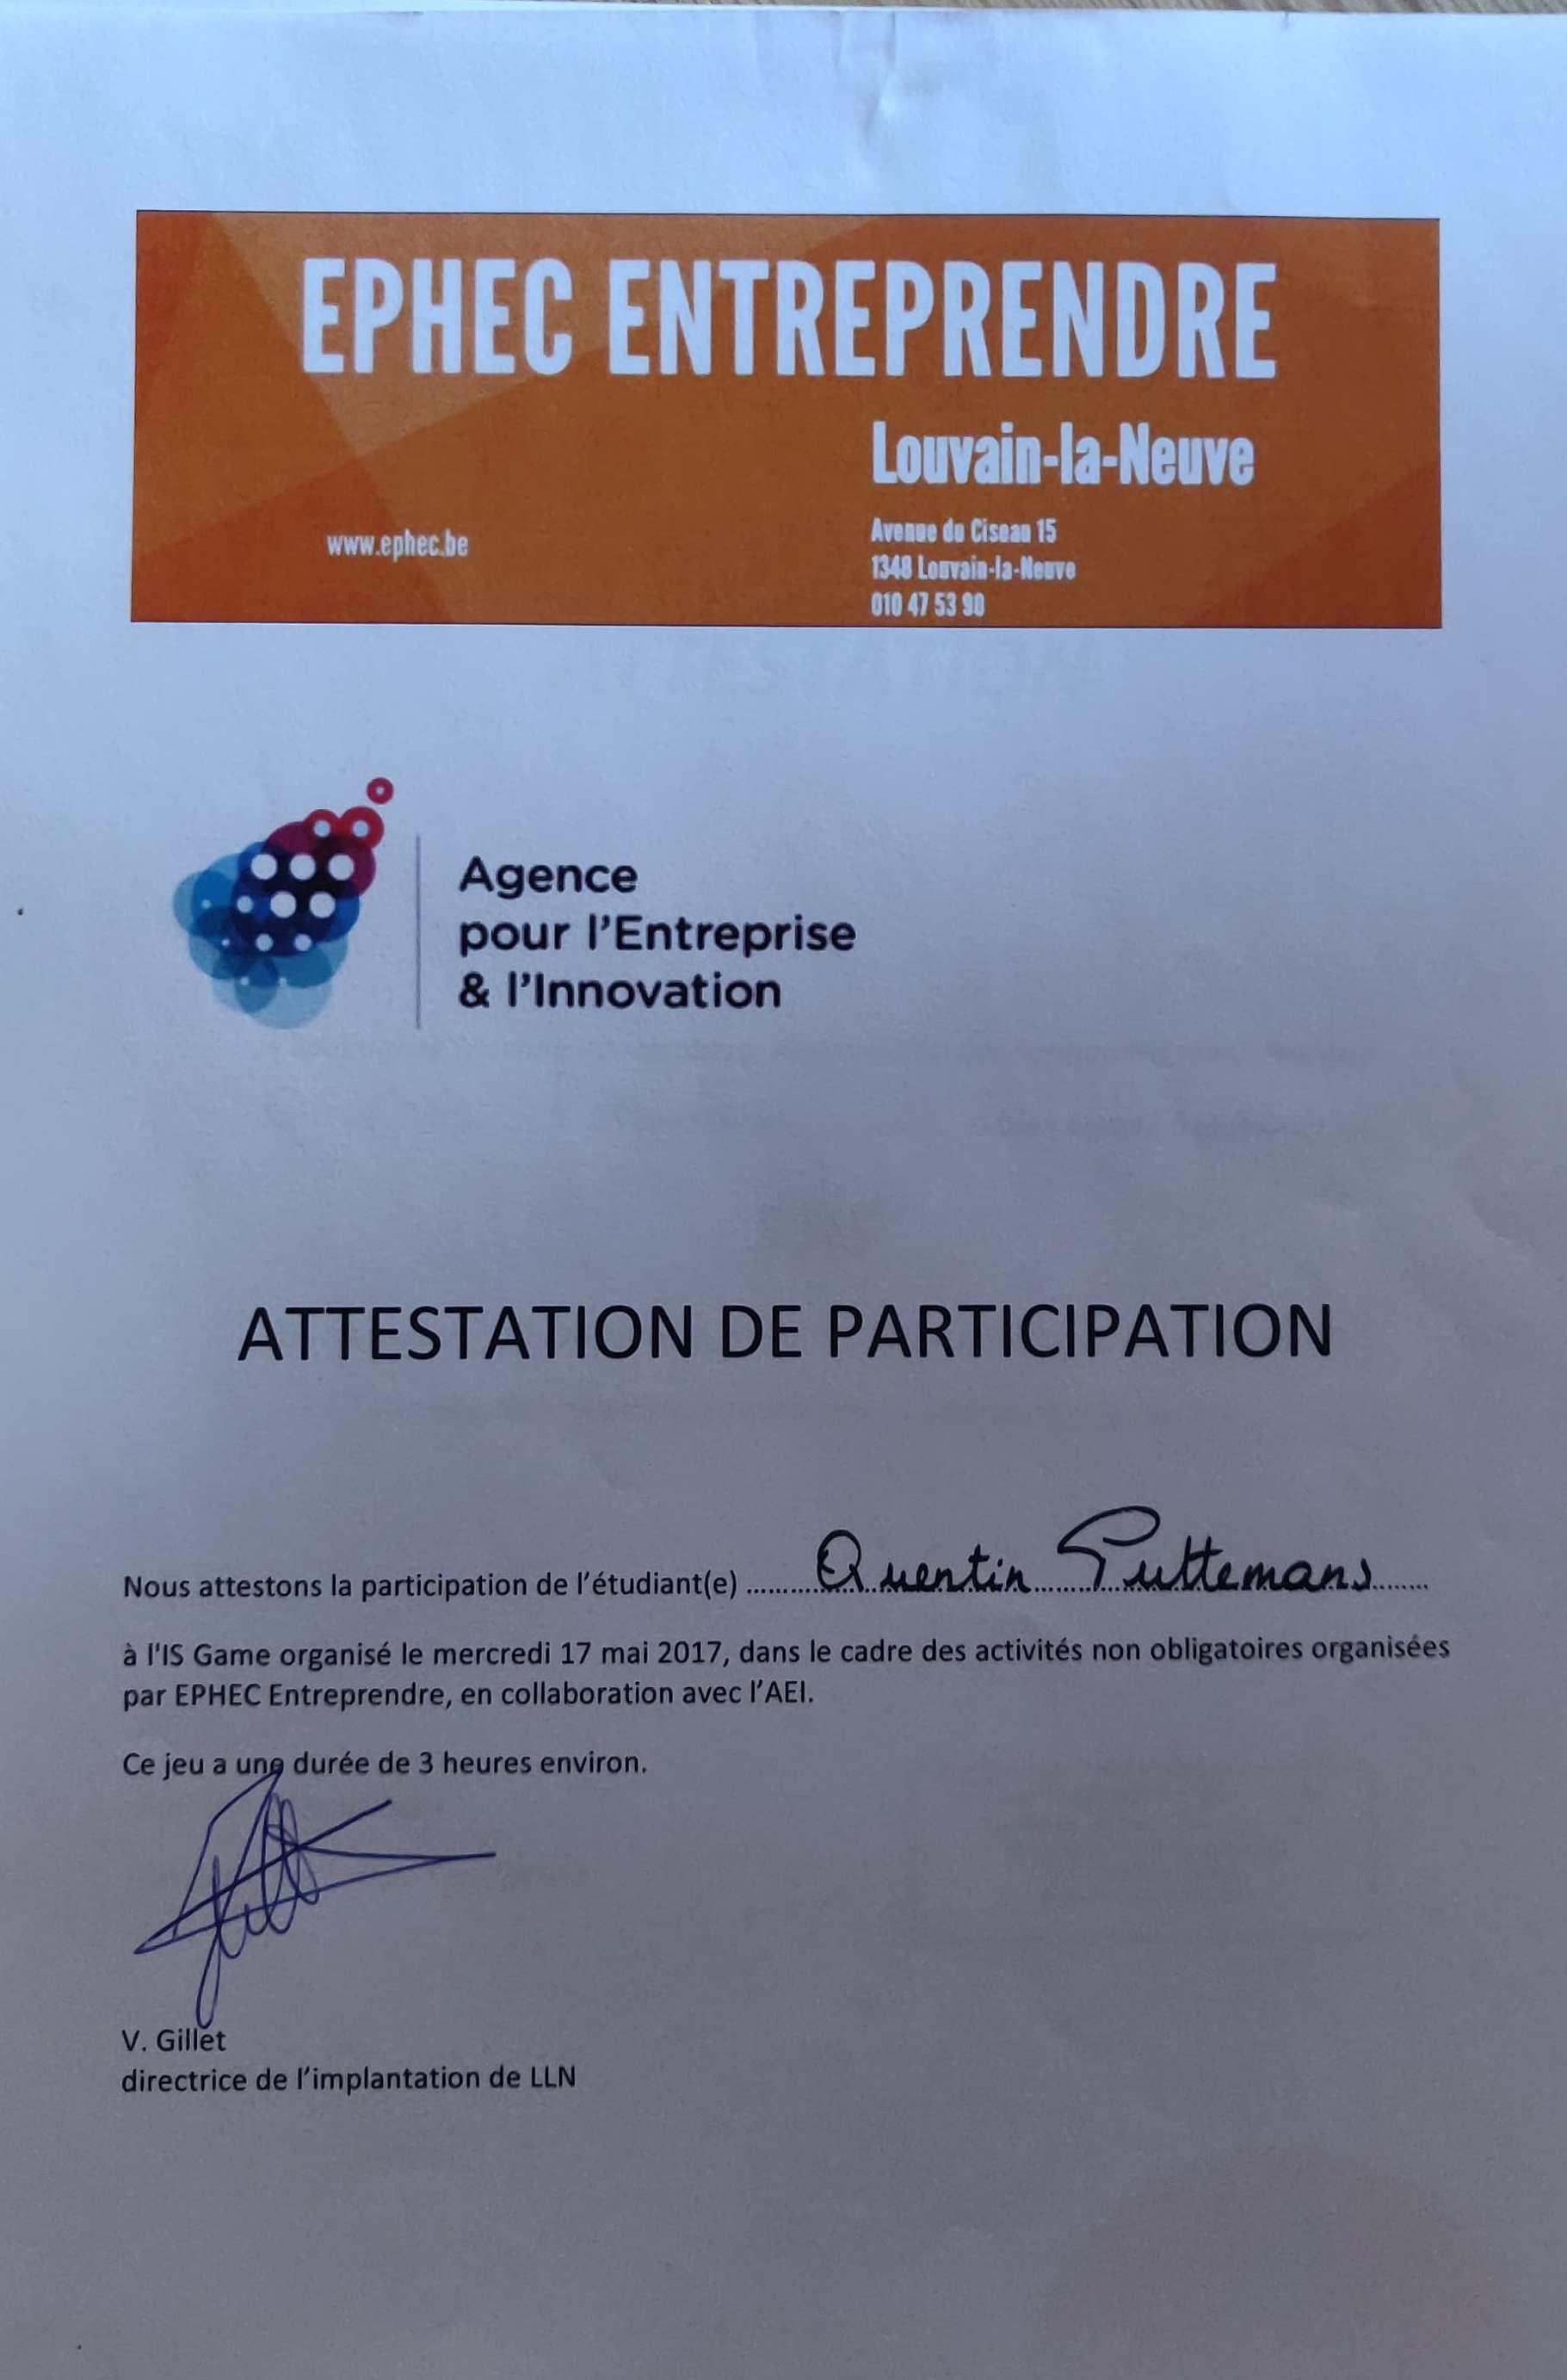 EPHEC ENTREPRENDRE
Louvain-la-Neuve
www.ephec.be
Avenue du Ciseau 15
1348 Louvain-la-Neuve
010 47 53 90
Agence
pour l'Entreprise
& l'Innovation
ATTESTATION DE PARTICIPATION
Nous attestons la participation de l'étudiant(e) ......... Quentin Puttemans ........
à l'IS Game organisé le mercredi 17 mai 2017, dans le cadre des activités non obligatoires organisées
par EPHEC Entreprendre, en collaboration avec l'AEI.
Ce jeu a une durée de 3 heures environ.
V. Gillet
directrice de l'implantation de LLN